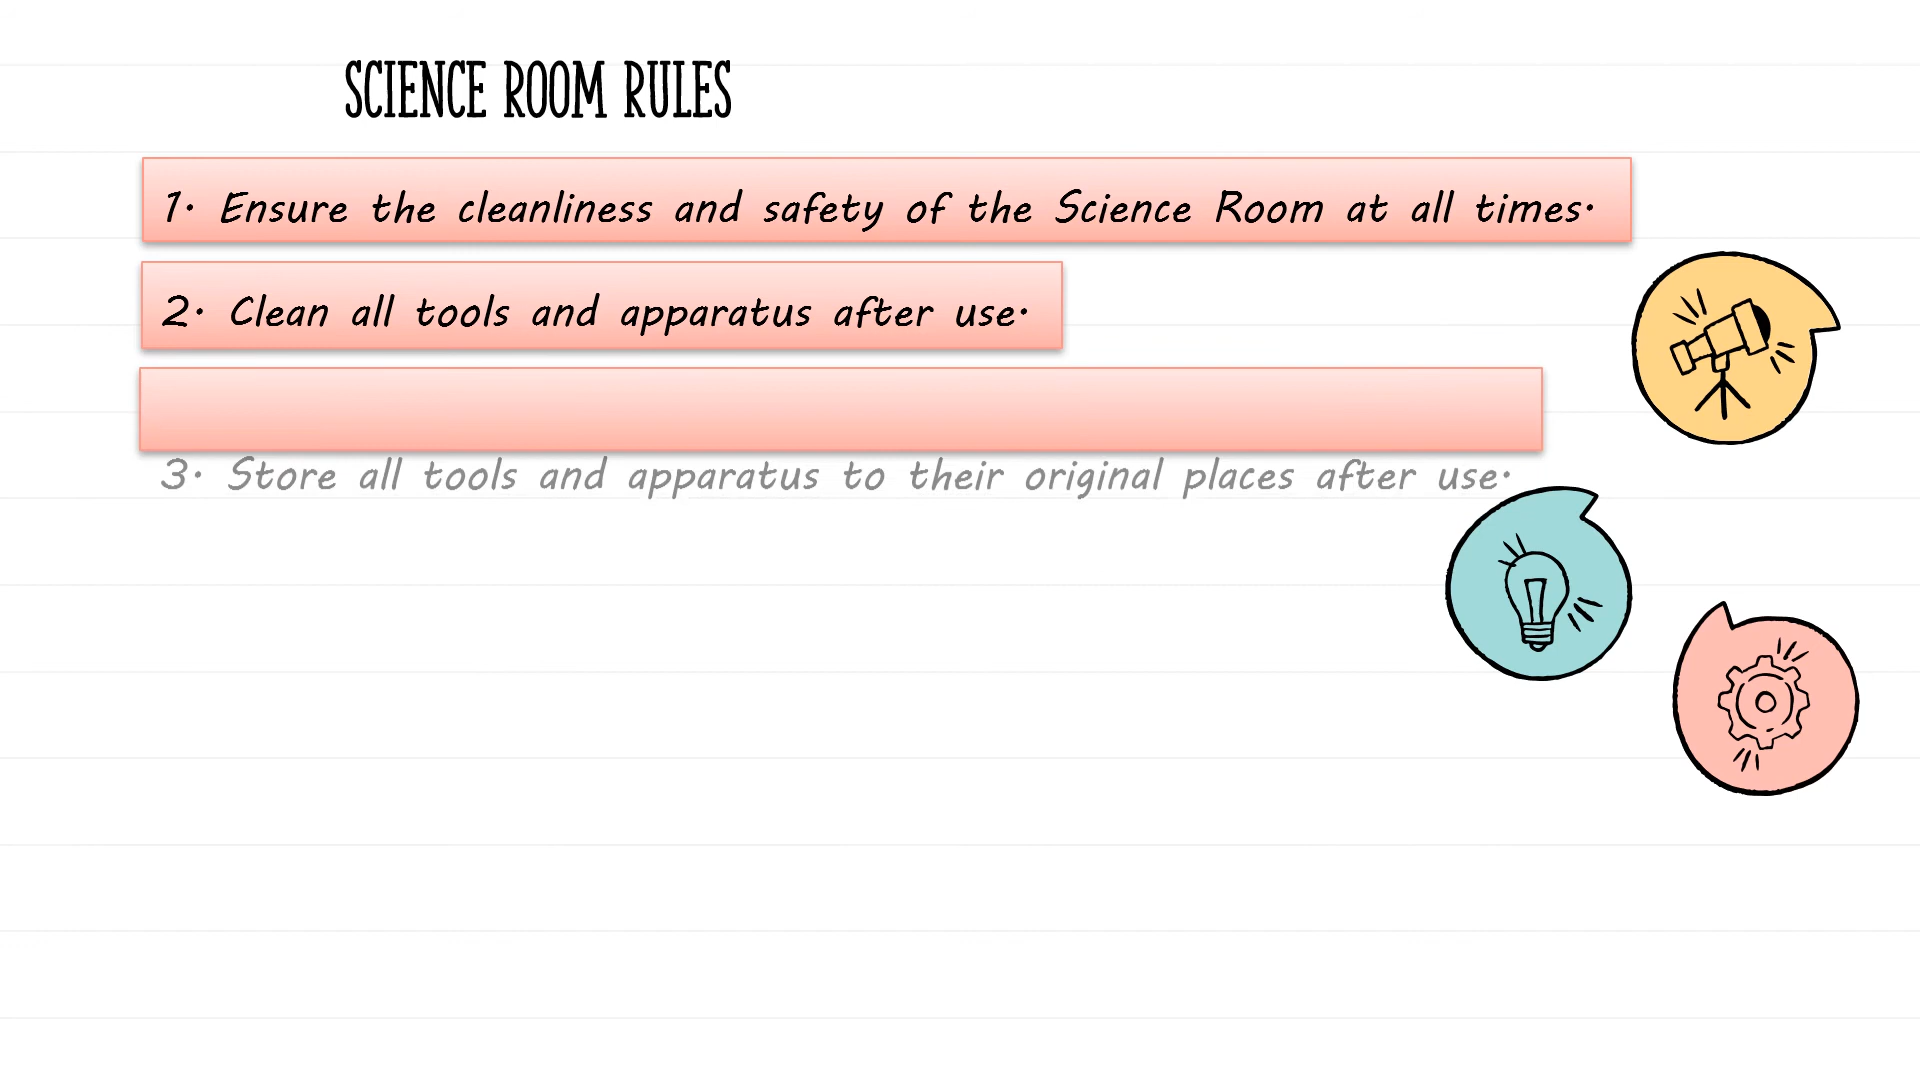 SCIENCE ROOM RULES
1. Ensure the cleanliness and safety of the Science Room at all times.
2. Clean all tools and apparatus after use.
3. Store all tools and apparatus to their original places after use.